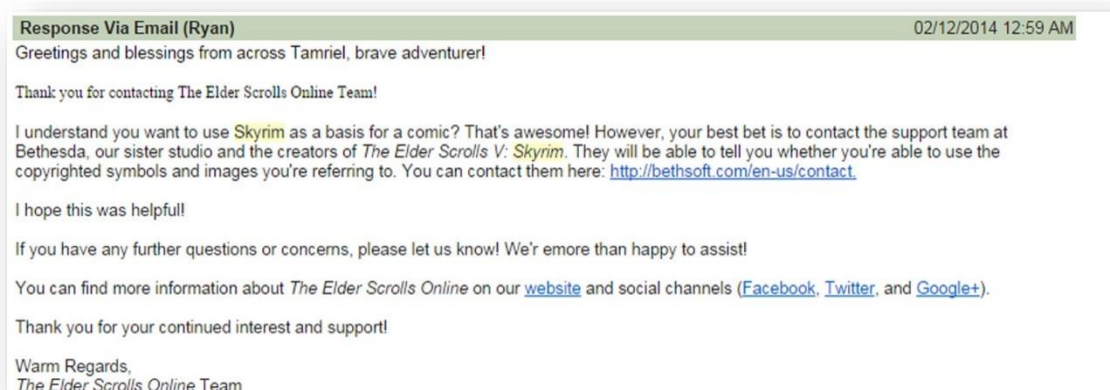 Response Via Email (Ryan) 02/12/2014 12:59 AM
Greetings and blessings from across Tamriel, brave adventurer!
Thank you for contacting The Elder Scrolls Online Team!
I understand you want to use Skyrim as a basis for a comic? That's awesome! However, your best bet is to contact the support team at
Bethesda, our sister studio and the creators of The Elder Scrolls V: Skyrim. They will be able to tell you whether you're able to use the
copyrighted symbols and images you're referring to. You can contact them here: http://bethsoft.com/en-us/contact.
I hope this was helpful!
If you have any further questions or concerns, please let us know! We'r emore than happy to assist!
You can find more information about The Elder Scrolls Online on our website and social channels (Facebook, Twitter, and Google+).
Thank you for your continued interest and support!
Warm Regards,
The Elder Scrolls Online Team